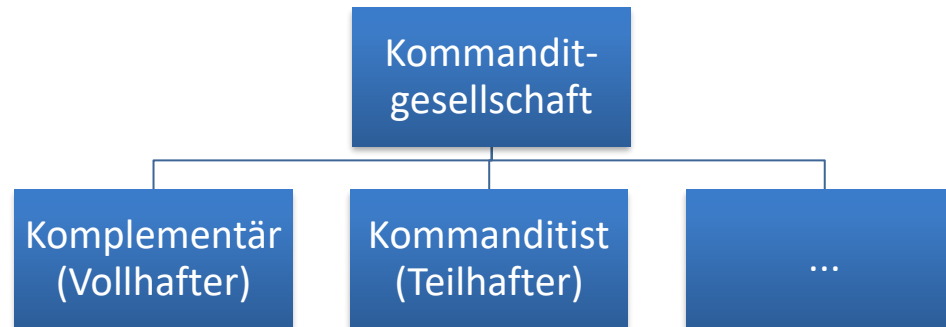 Kommandit-
gesellschaft
Komplementär
(Vollhafter)
Kommanditist
(Teilhafter)
...